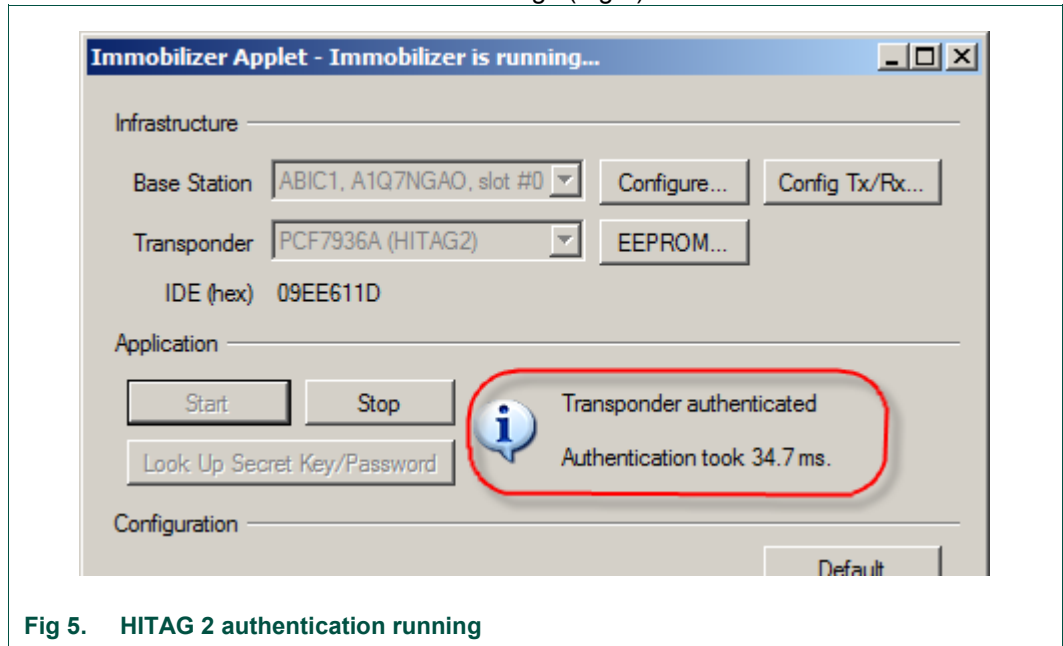 Immobilizer Applet - Immobilizer is running...
Infrastructure
Base Station ABIC1, A1Q7NGAO, slot #0 Configure... Config Tx/Rx...
Transponder PCF7936A (HITAG2) EEPROM...
IDE (hex) 09EE611D
Application
Start Stop Transponder authenticated
Look Up Secret Key/Password Authentication took 34.7 ms.
Configuration
Default
Fig 5. HITAG 2 authentication running